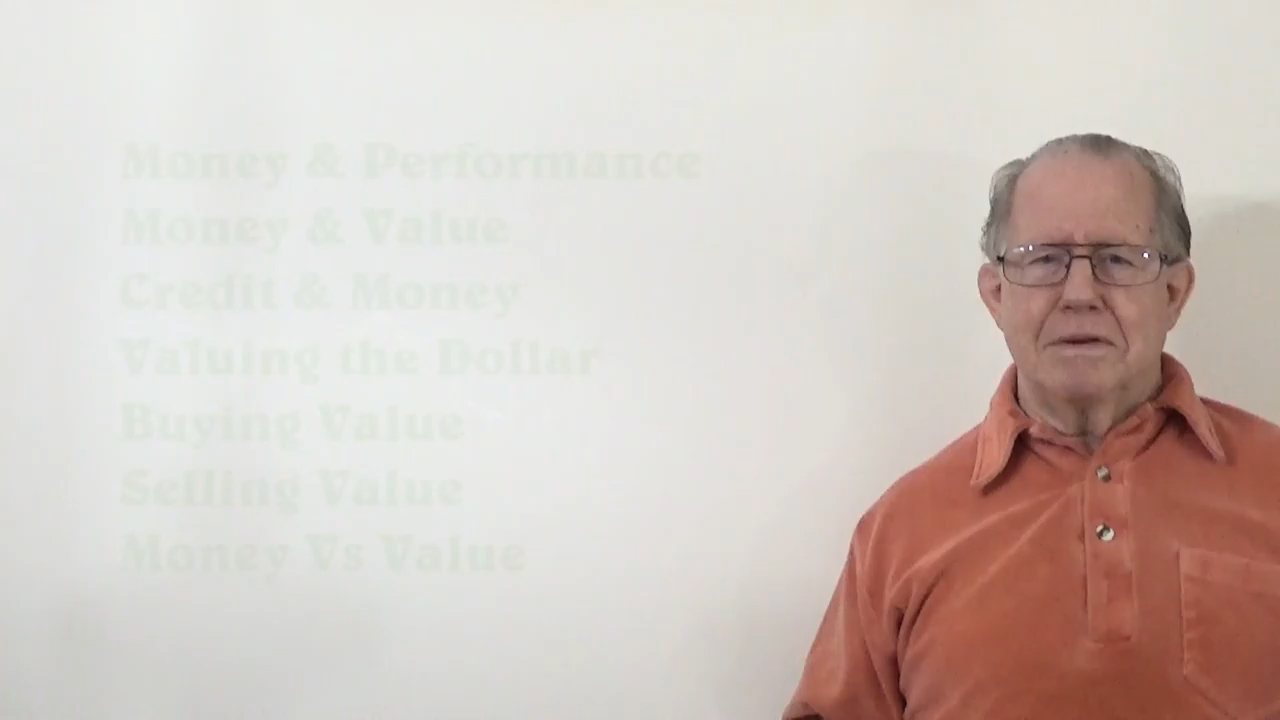 Money & Performance
Money & Value
Credit & Money
Valuing the Dollar
Buying Value
Selling Value
Money Vs Value